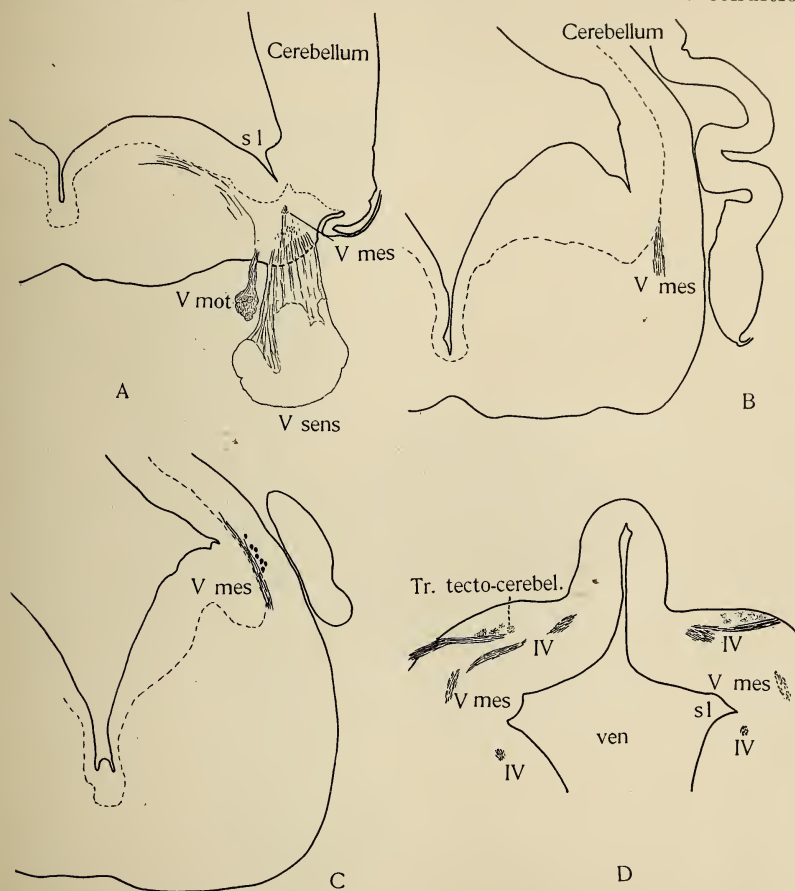 Cerebellum
s l
V mes
V mot
V sens
A
Cerebellum
V mes
B
V mes
C
Tr. tecto-cerebel.
IV
IV
V mes
V mes
s l
ven
IV
IV
D